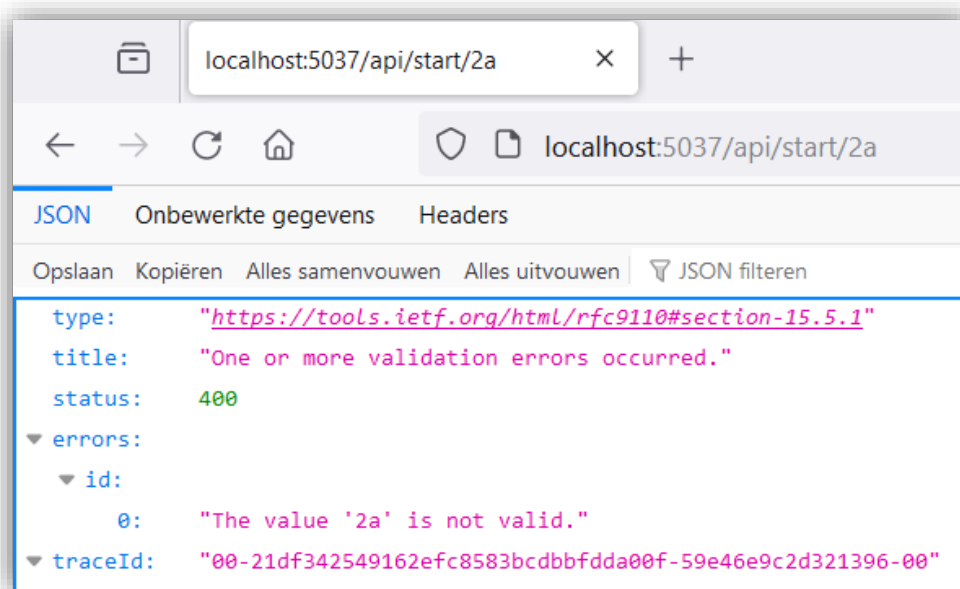 localhost:5037/api/start/2a
localhost:5037/api/start/2a
JSON Onbewerkte gegevens Headers
Opslaan Kopiëren Alles samenvouwen Alles uitvouwen JSON filteren
type: "https://tools.ietf.org/html/rfc9110#section-15.5.1"
title: "One or more validation errors occurred."
status: 400
errors:
id:
0: "The value '2a' is not valid."
traceId: "00-21df342549162efc8583bcdbbfdda00f-59e46e9c2d321396-00"